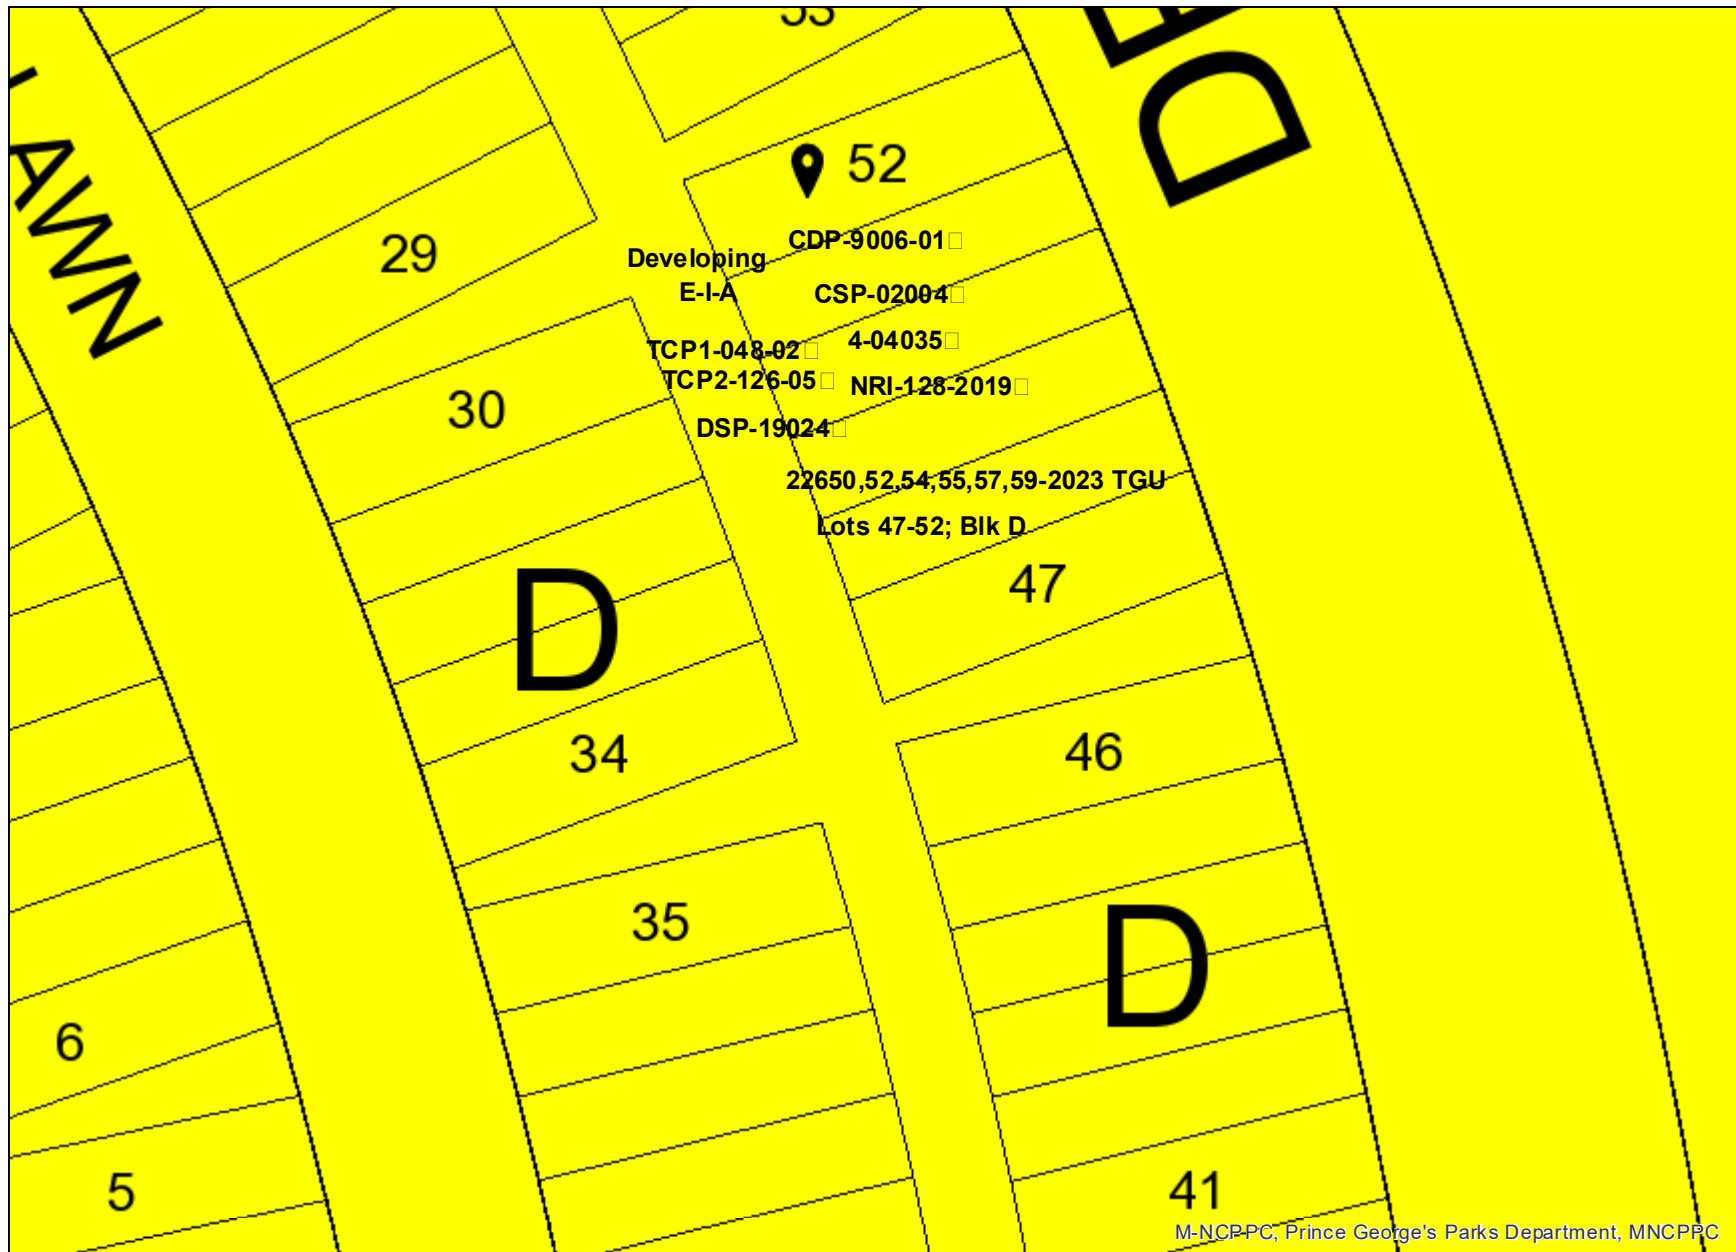 53
D
52
LAWN
29
CDP-9006-01
Developing
E-I-A
CSP-02004
4-04035
TCP1-048-02
TCP2-126-05
NRI-128-2019
30
DSP-19024
22650,52,54,55,57,59-2023 TGU
Lots 47-52; Blk D
47
D
34
46
35
D
6
5
41
M-NCPPC, Prince George's Parks Department, MNCPPC